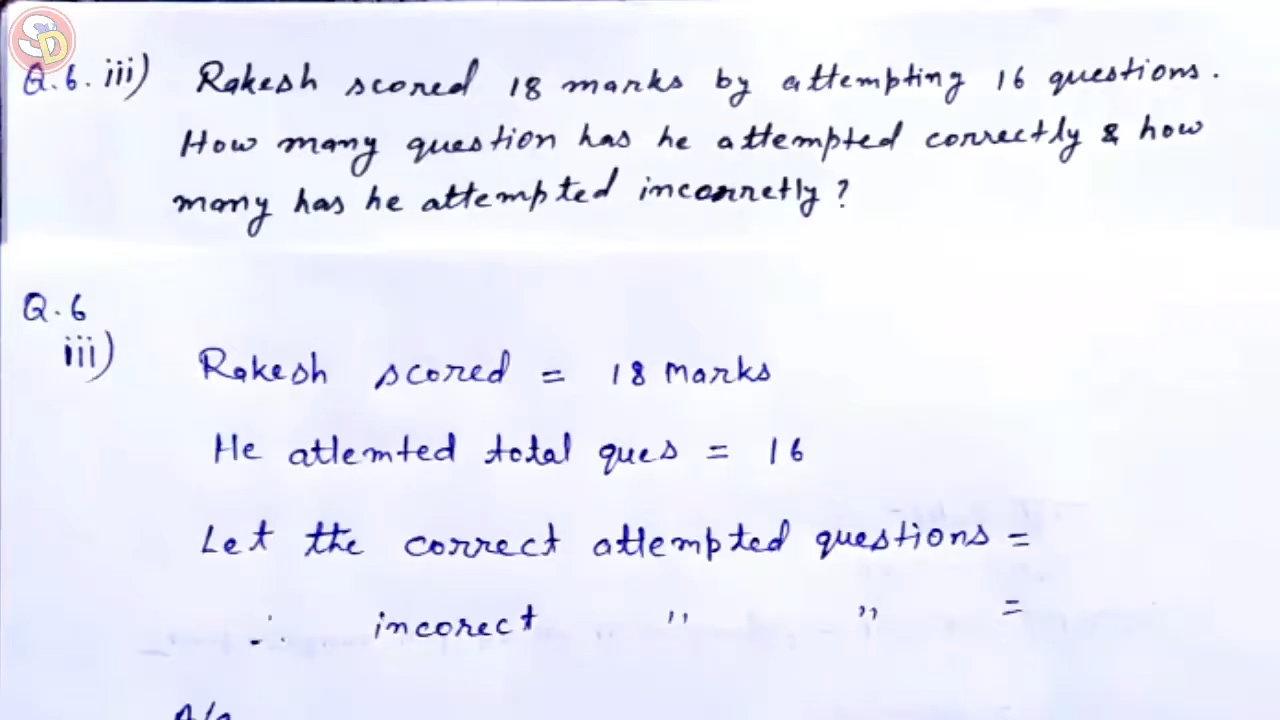 SD
Q.6. iii) Rakesh scored 18 marks by attempting 16 questions.
How many question has he attempted correctly & how
many has he attempted incorretly?
Q.6
iii)
Rakesh scored = 18 Marks
He atlemted total ques = 16
Let the correct attempted questions =
∴ incorect " " =